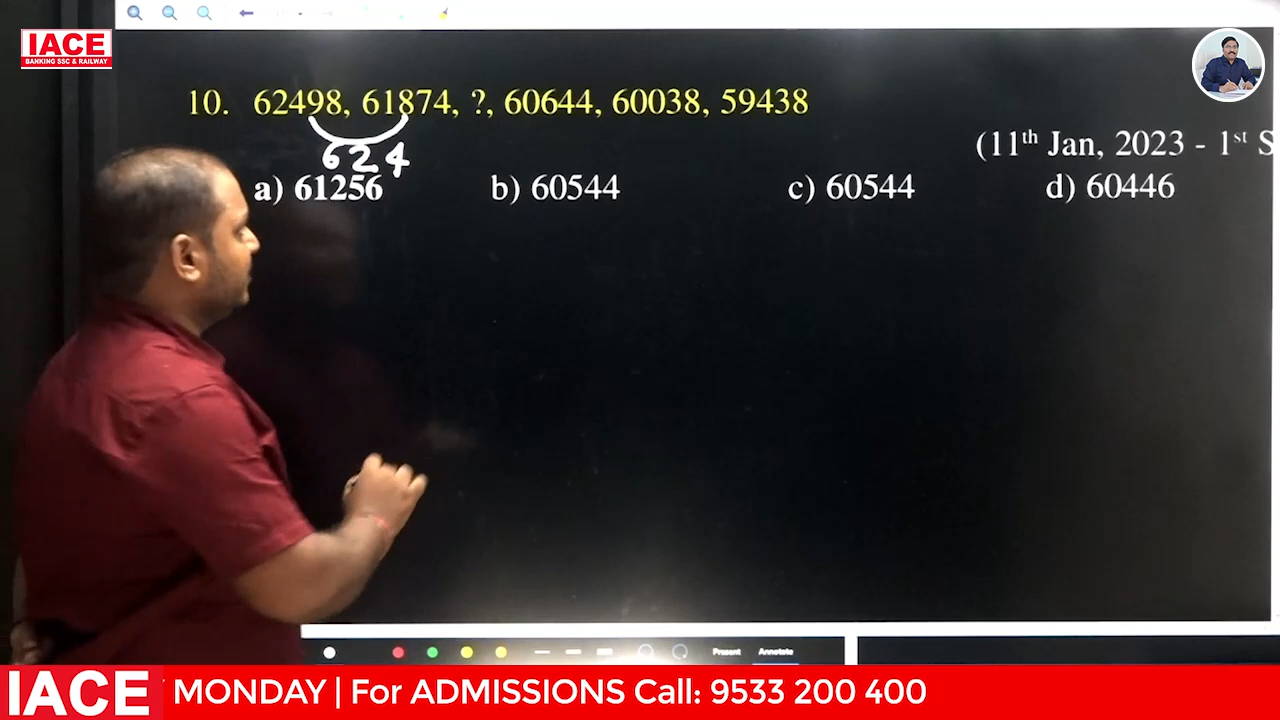 IACE
BANKING SSC & RAILWAY
10. 62498, 61874, ?, 60644, 60038, 59438
624
(11th Jan, 2023 - 1st S
a) 61256 b) 60544 c) 60544 d) 60446
Present Annotate
IACE MONDAY | For ADMISSIONS Call: 9533 200 400